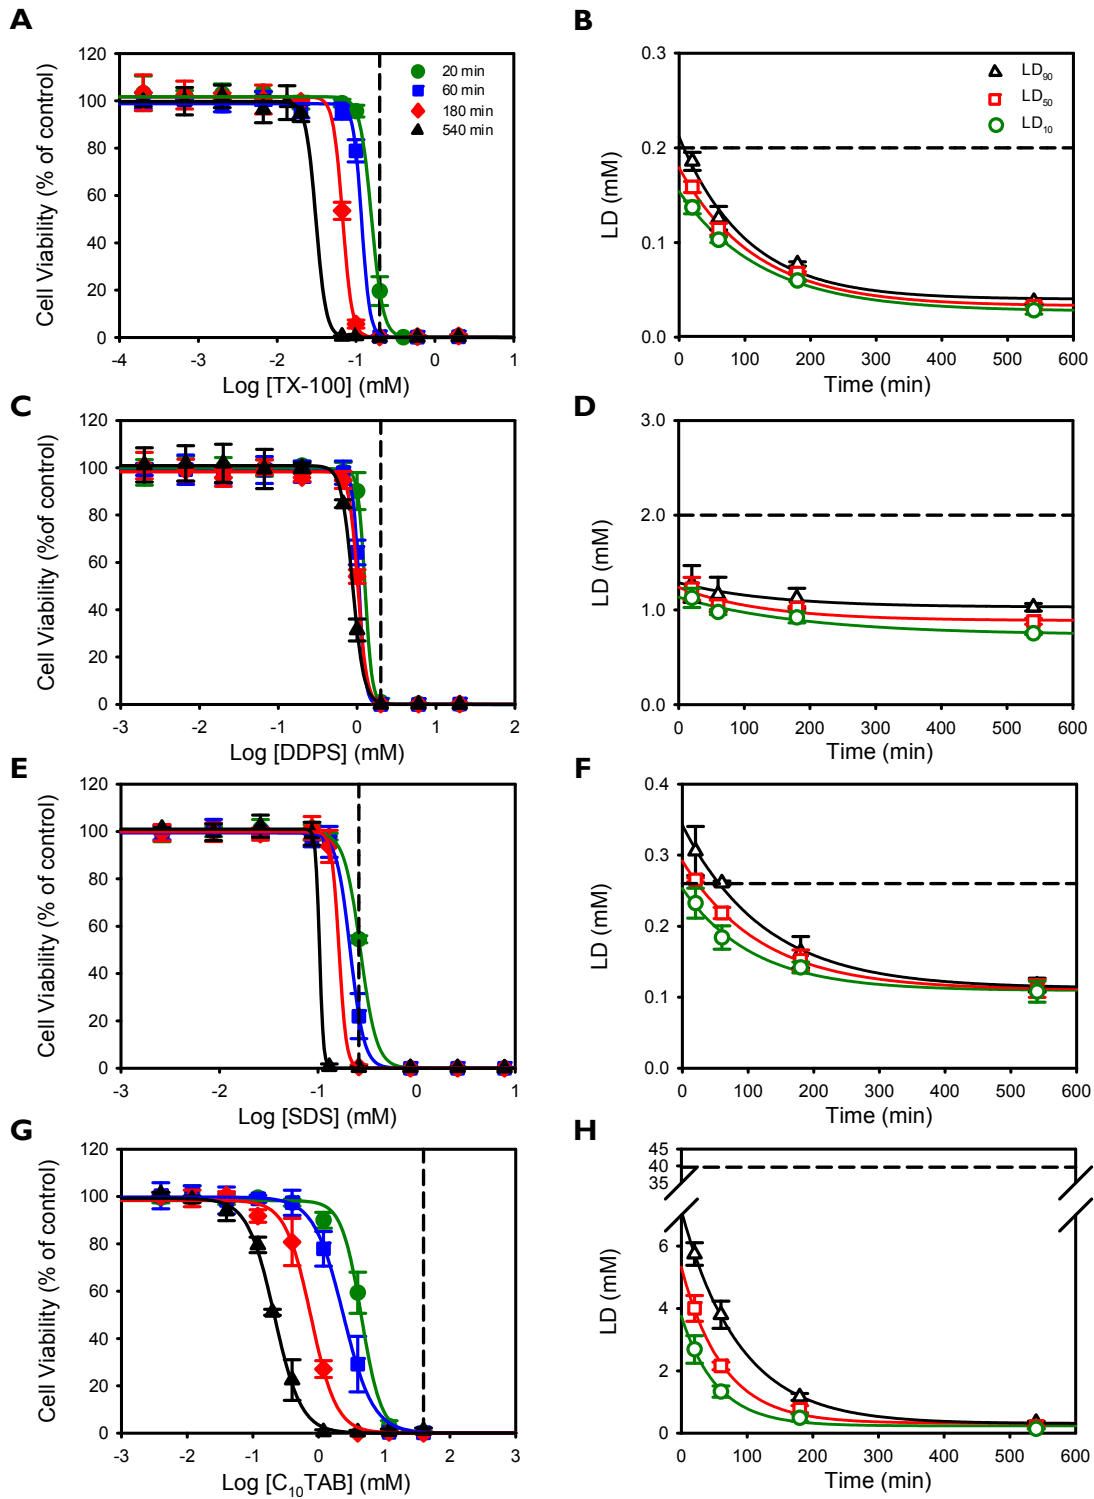 A
120
100
80
60
40
20
0
Cell Viability (% of control)
20 min
60 min
180 min
540 min
-4 -3 -2 -1 0 1
Log [TX-100] (mM)
B
0.3
0.2
0.1
0.0
LD (mM)
LD90
LD50
LD10
0 100 200 300 400 500 600
Time (min)
C
120
100
80
60
40
20
0
Cell Viability (%of control)
-3 -2 -1 0 1 2
Log [DDPS] (mM)
D
3.0
2.0
1.0
0.0
LD (mM)
0 100 200 300 400 500 600
Time (min)
E
120
100
80
60
40
20
0
Cell Viability (% of control)
-3 -2 -1 0 1
Log [SDS] (mM)
F
0.4
0.3
0.2
0.1
0.0
LD (mM)
0 100 200 300 400 500 600
Time (min)
G
120
100
80
60
40
20
0
Cell Viability (% of control)
-3 -2 -1 0 1 2 3
Log [C10TAB] (mM)
H
45
40
35
6
4
2
0
LD (mM)
0 100 200 300 400 500 600
Time (min)